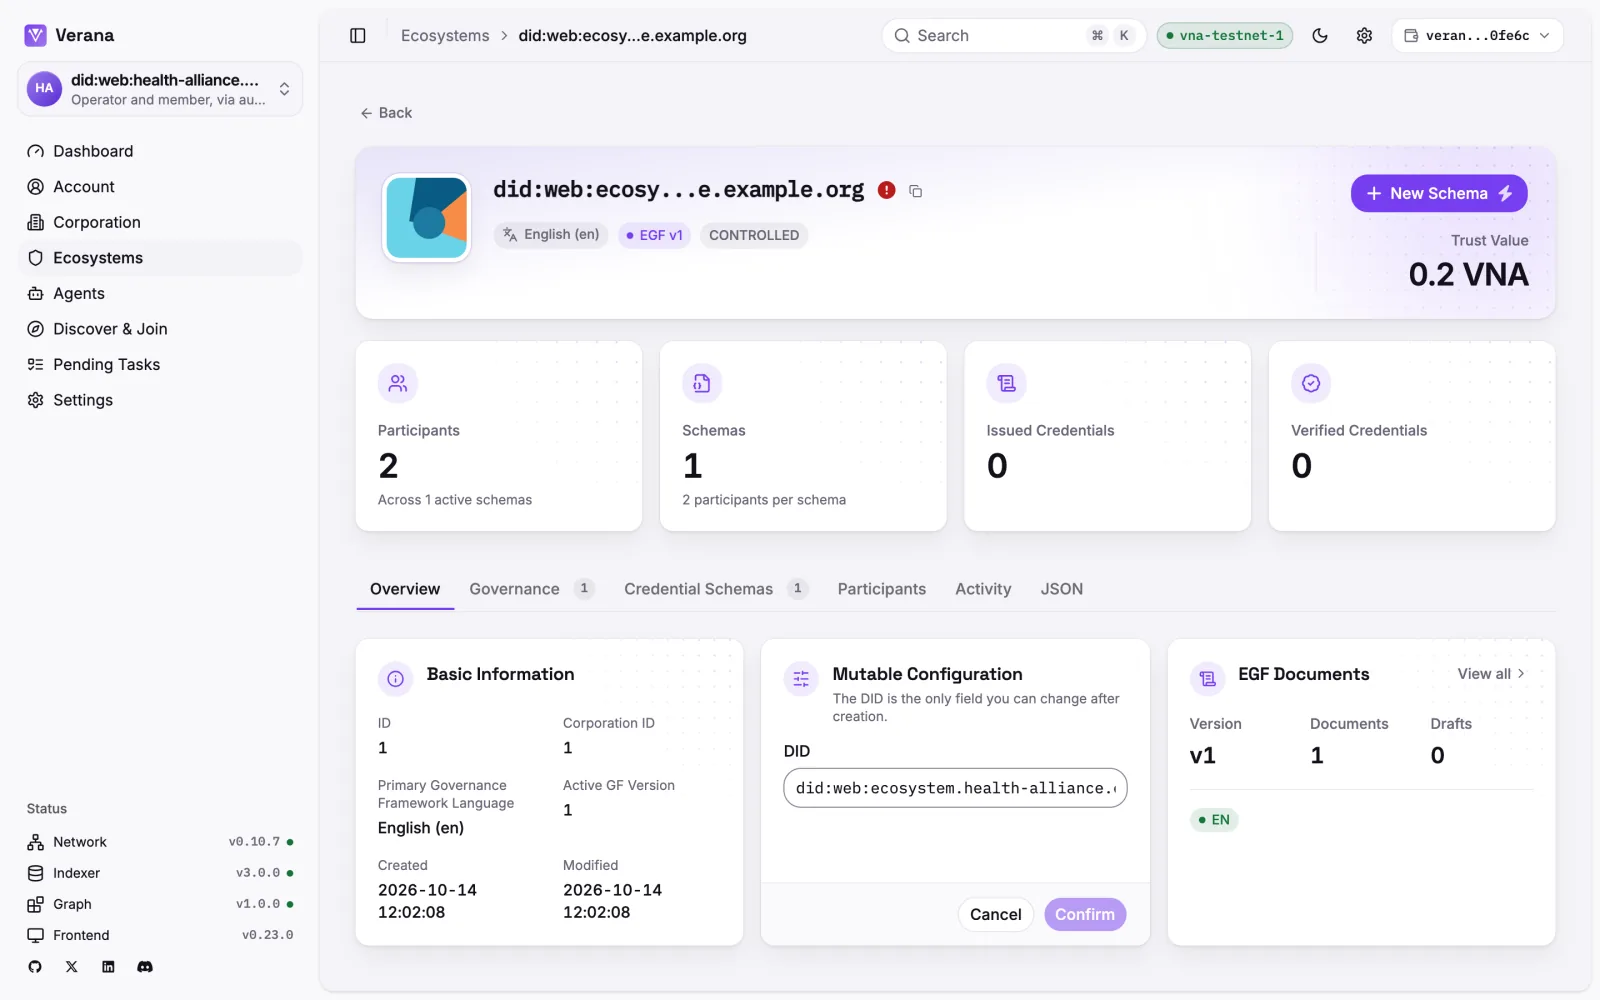 Verana
HA
did:web:health-alliance....
Operator and member, via au...
Dashboard
Account
Corporation
Ecosystems
Agents
Discover & Join
Pending Tasks
Settings
Status
Network v0.10.7
Indexer v3.0.0
Graph v1.0.0
Frontend v0.23.0
Ecosystems > did:web:ecosy...e.example.org
Search ⌘ K
vna-testnet-1
veran...0fe6c
← Back
did:web:ecosy...e.example.org
English (en)
EGF v1
CONTROLLED
+ New Schema
Trust Value
0.2 VNA
Participants
2
Across 1 active schemas
Schemas
1
2 participants per schema
Issued Credentials
0
Verified Credentials
0
Overview
Governance 1
Credential Schemas 1
Participants
Activity
JSON
Basic Information
ID
1
Corporation ID
1
Primary Governance
Framework Language
English (en)
Active GF Version
1
Created
2026-10-14
12:02:08
Modified
2026-10-14
12:02:08
Mutable Configuration
The DID is the only field you can change after
creation.
DID
did:web:ecosystem.health-alliance.
Cancel
Confirm
EGF Documents
View all >
Version
v1
Documents
1
Drafts
0
EN